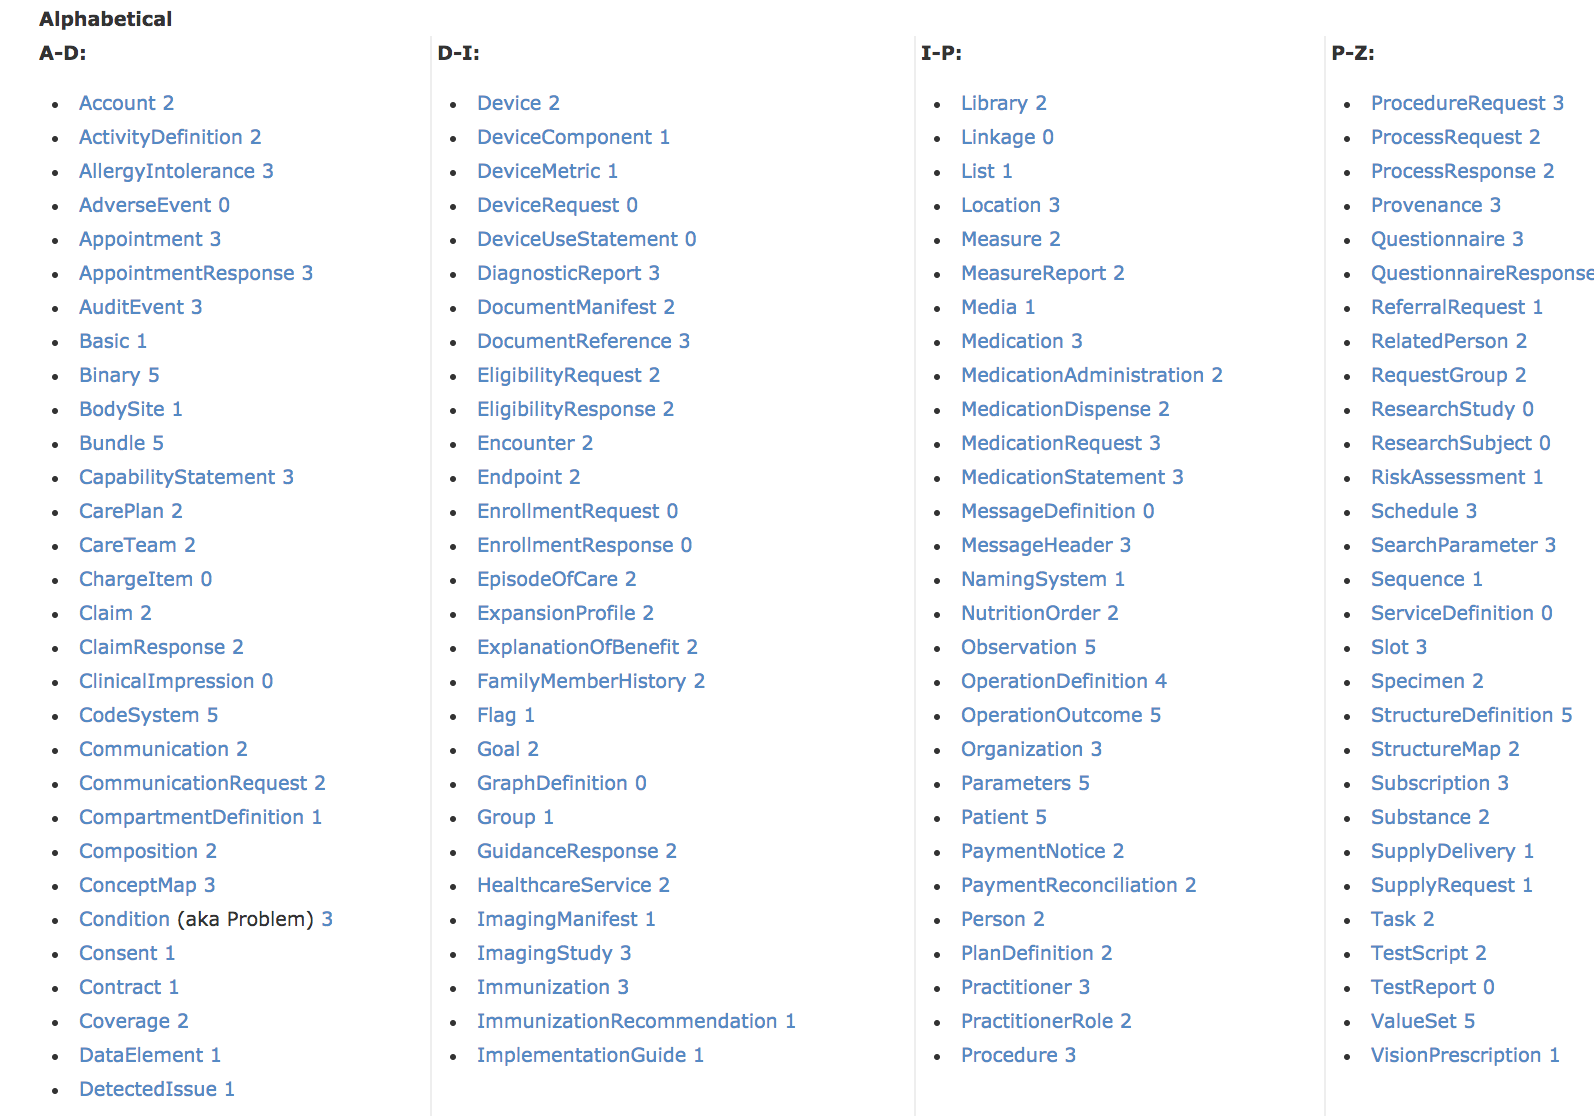 Alphabetical
A-D:
Account 2
ActivityDefinition 2
AllergyIntolerance 3
AdverseEvent 0
Appointment 3
AppointmentResponse 3
AuditEvent 3
Basic 1
Binary 5
BodySite 1
Bundle 5
CapabilityStatement 3
CarePlan 2
CareTeam 2
ChargeItem 0
Claim 2
ClaimResponse 2
ClinicalImpression 0
CodeSystem 5
Communication 2
CommunicationRequest 2
CompartmentDefinition 1
Composition 2
ConceptMap 3
Condition (aka Problem) 3
Consent 1
Contract 1
Coverage 2
DataElement 1
DetectedIssue 1
D-I:
Device 2
DeviceComponent 1
DeviceMetric 1
DeviceRequest 0
DeviceUseStatement 0
DiagnosticReport 3
DocumentManifest 2
DocumentReference 3
EligibilityRequest 2
EligibilityResponse 2
Encounter 2
Endpoint 2
EnrollmentRequest 0
EnrollmentResponse 0
EpisodeOfCare 2
ExpansionProfile 2
ExplanationOfBenefit 2
FamilyMemberHistory 2
Flag 1
Goal 2
GraphDefinition 0
Group 1
GuidanceResponse 2
HealthcareService 2
ImagingManifest 1
ImagingStudy 3
Immunization 3
ImmunizationRecommendation 1
ImplementationGuide 1
I-P:
Library 2
Linkage 0
List 1
Location 3
Measure 2
MeasureReport 2
Media 1
Medication 3
MedicationAdministration 2
MedicationDispense 2
MedicationRequest 3
MedicationStatement 3
MessageDefinition 0
MessageHeader 3
NamingSystem 1
NutritionOrder 2
Observation 5
OperationDefinition 4
OperationOutcome 5
Organization 3
Parameters 5
Patient 5
PaymentNotice 2
PaymentReconciliation 2
Person 2
PlanDefinition 2
Practitioner 3
PractitionerRole 2
Procedure 3
P-Z:
ProcedureRequest 3
ProcessRequest 2
ProcessResponse 2
Provenance 3
Questionnaire 3
QuestionnaireResponse
ReferralRequest 1
RelatedPerson 2
RequestGroup 2
ResearchStudy 0
ResearchSubject 0
RiskAssessment 1
Schedule 3
SearchParameter 3
Sequence 1
ServiceDefinition 0
Slot 3
Specimen 2
StructureDefinition 5
StructureMap 2
Subscription 3
Substance 2
SupplyDelivery 1
SupplyRequest 1
Task 2
TestScript 2
TestReport 0
ValueSet 5
VisionPrescription 1